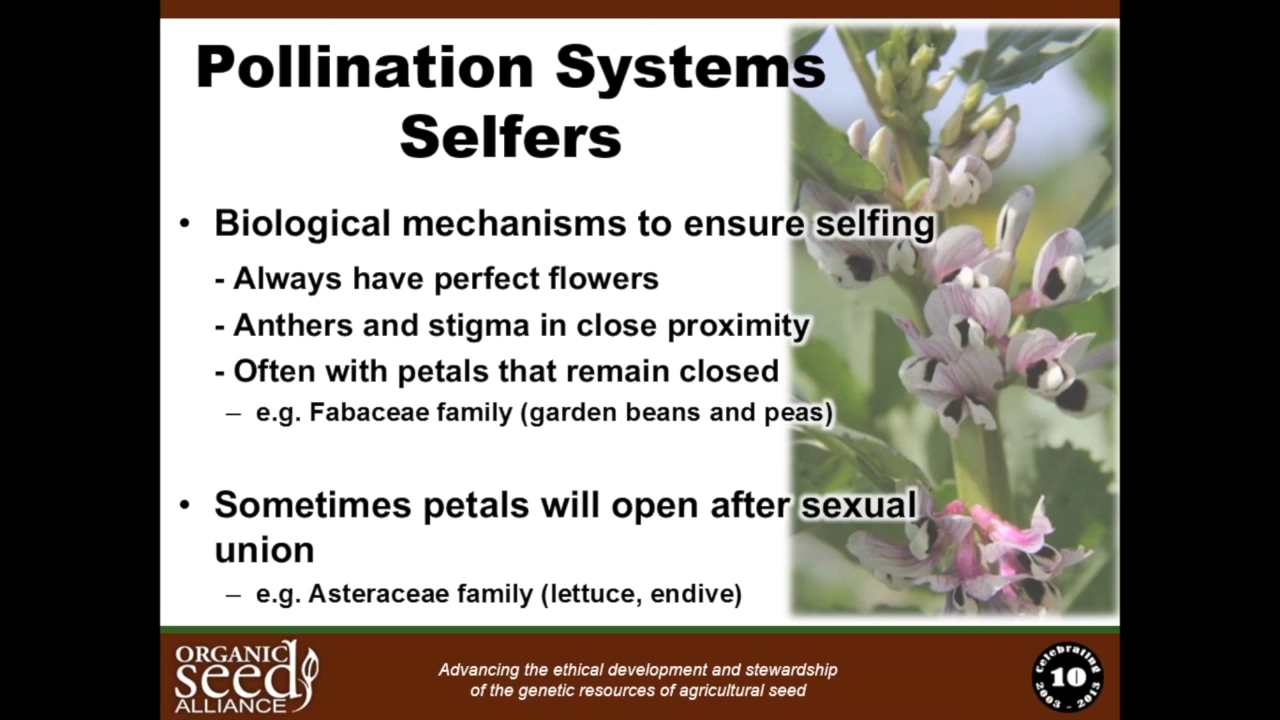 Pollination Systems
Selfers
• Biological mechanisms to ensure selfing
- Always have perfect flowers
- Anthers and stigma in close proximity
- Often with petals that remain closed
– e.g. Fabaceae family (garden beans and peas)
• Sometimes petals will open after sexual
union
– e.g. Asteraceae family (lettuce, endive)
ORGANIC
seed
ALLIANCE
Advancing the ethical development and stewardship
of the genetic resources of agricultural seed
Celebrating
10
2003 - 2013